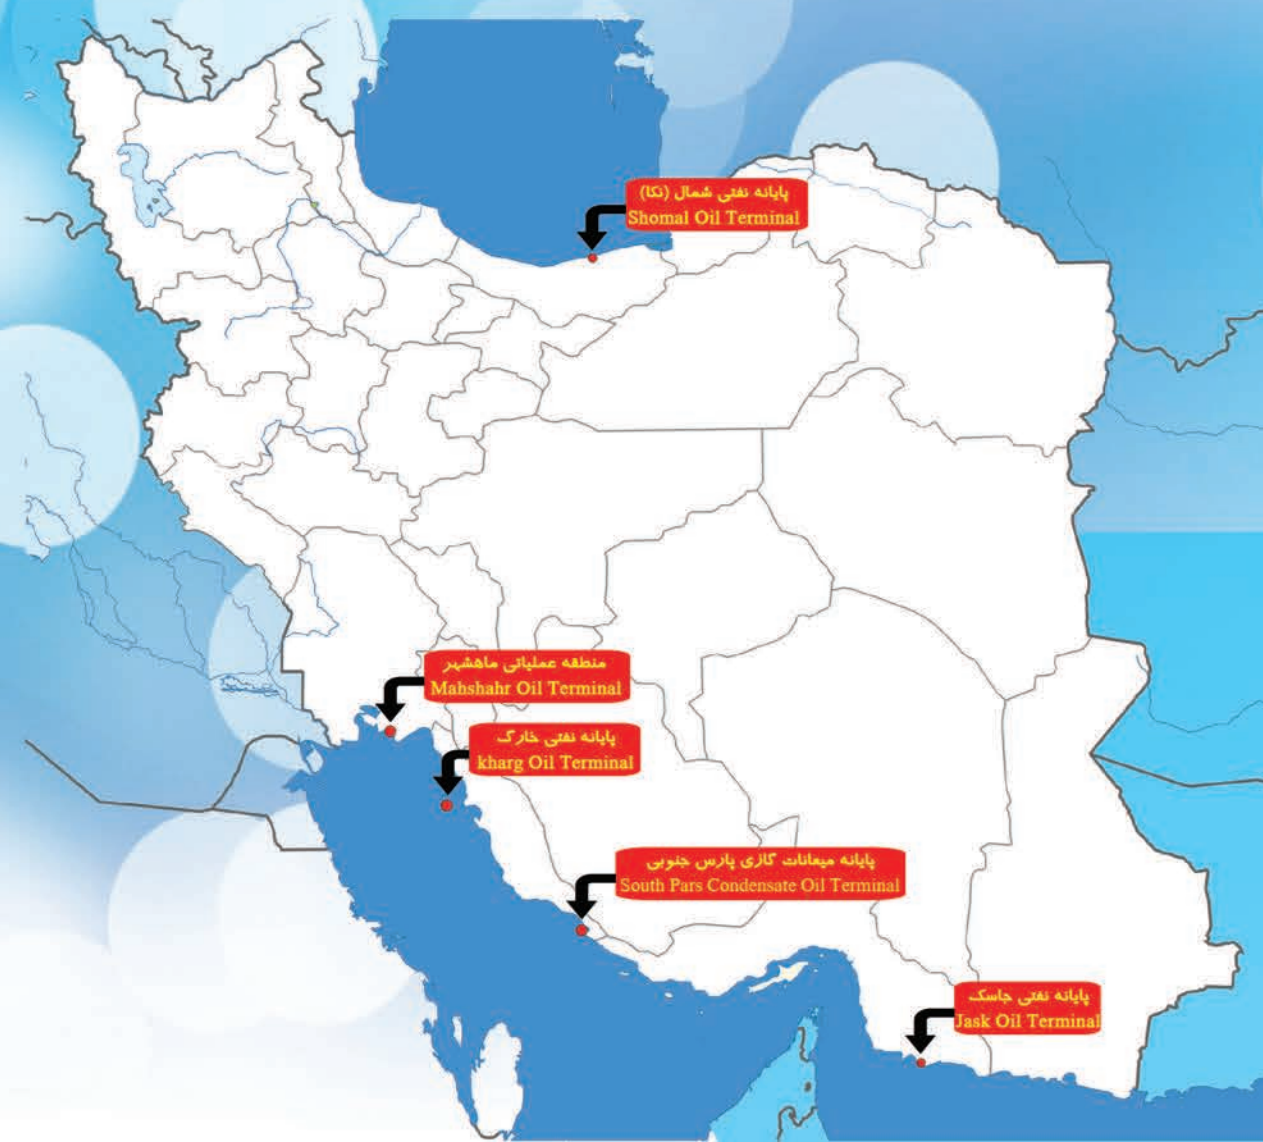 پایانه نفتی شمال (نکا)
Shomal Oil Terminal
منطقه عملیاتی ماهشهر
Mahshahr Oil Terminal
پایانه نفتی خارگ
kharg Oil Terminal
پایانه میعانات گازی پارس جنوبی
South Pars Condensate Oil Terminal
پایانه نفتی جاسک
Jask Oil Terminal